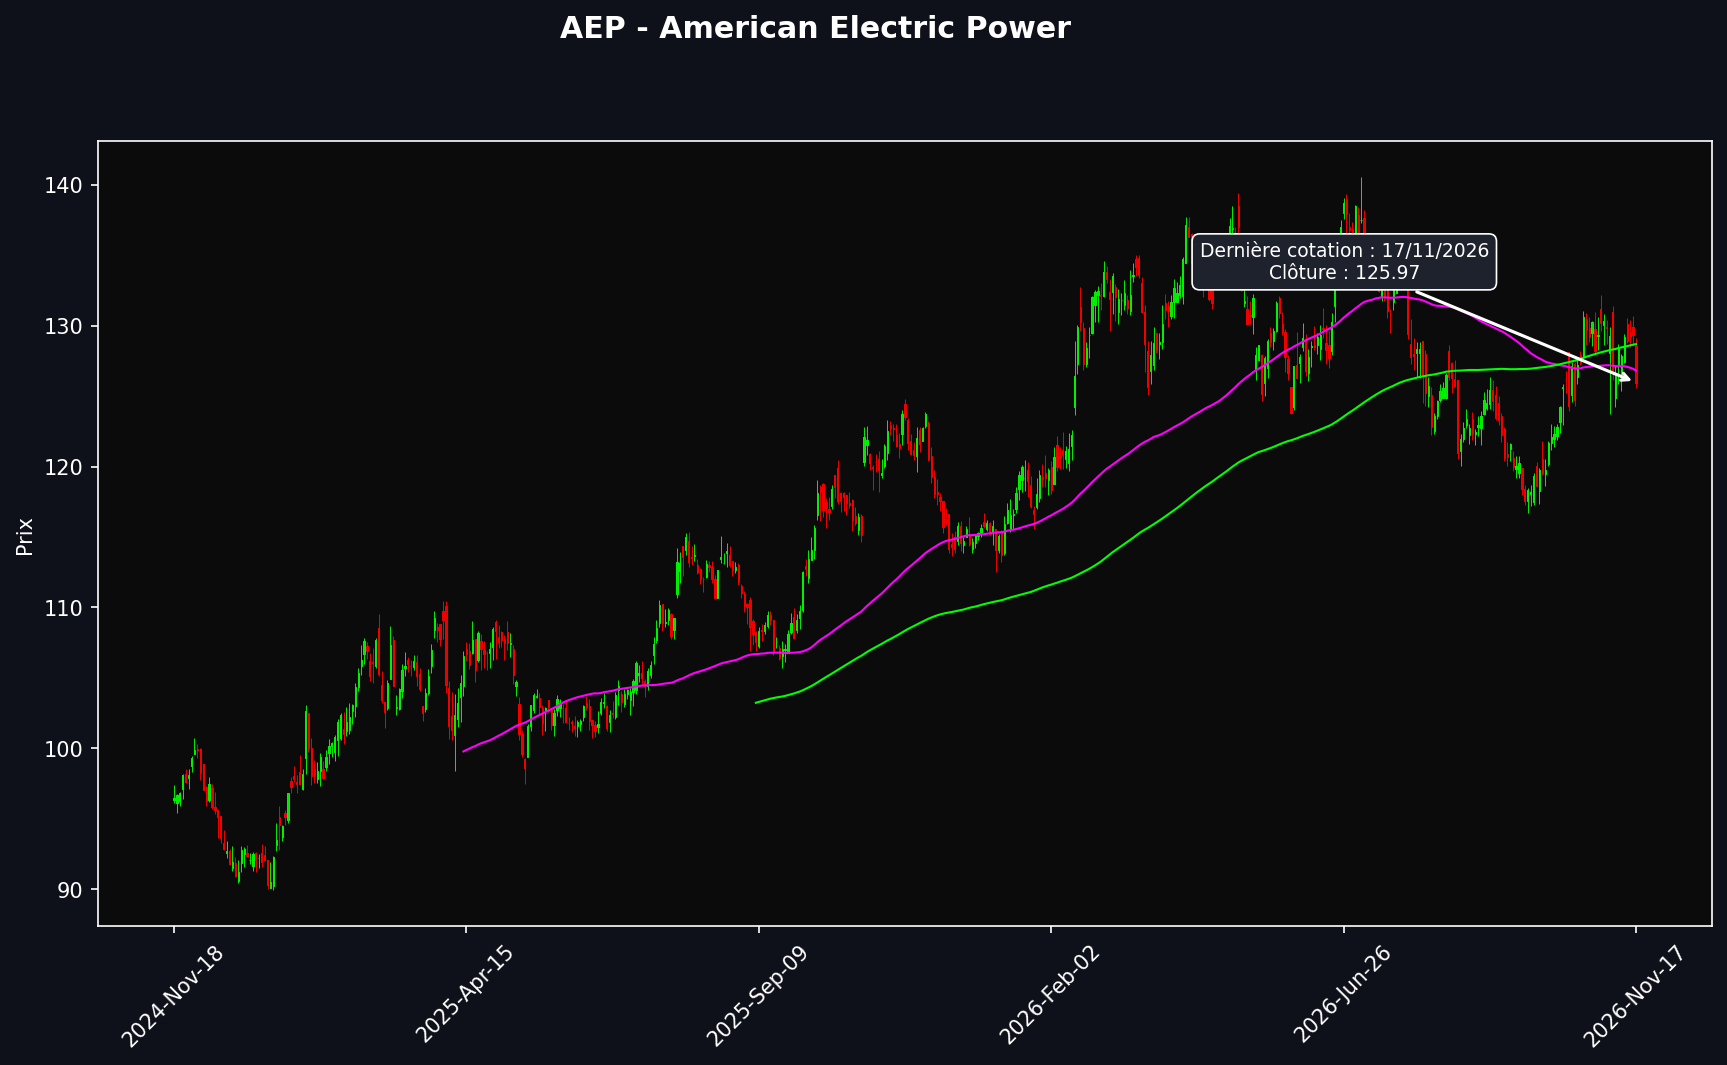 AEP - American Electric Power
Dernière cotation : 17/11/2026
Clôture : 125.97
Prix
140
130
120
110
100
90
2024-Nov-18
2025-Apr-15
2025-Sep-09
2026-Feb-02
2026-Jun-26
2026-Nov-17